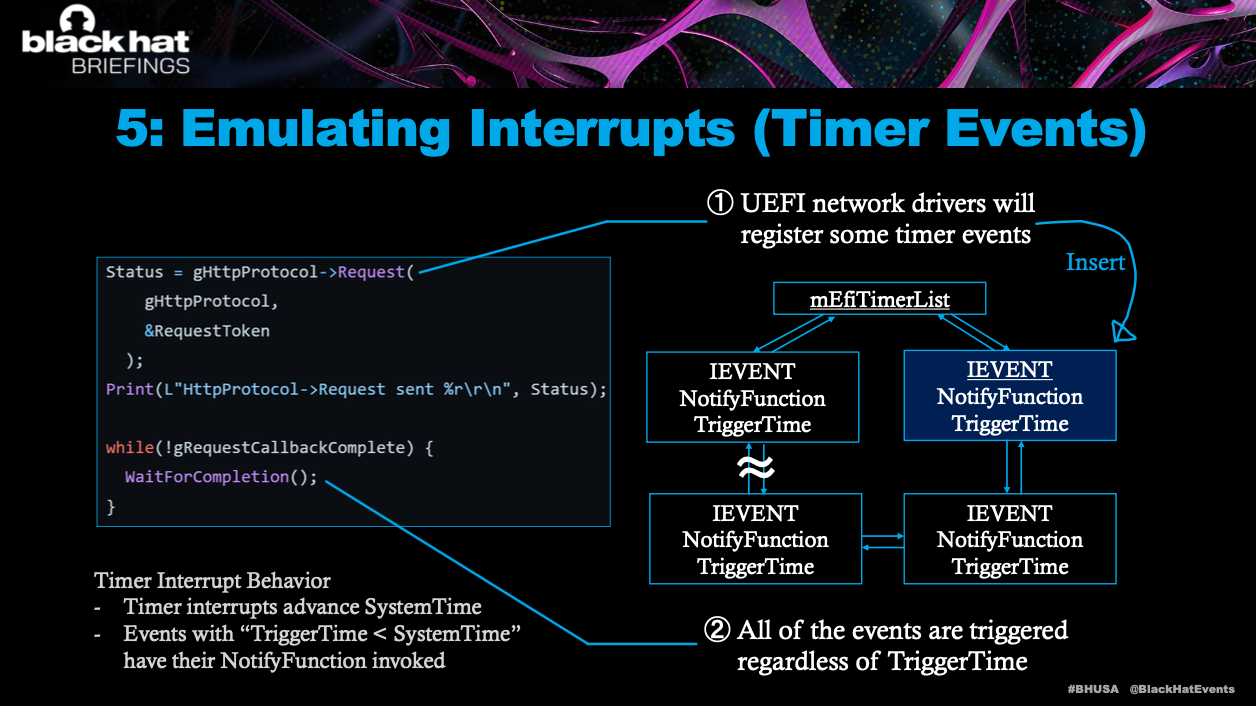 black hat
BRIEFINGS
5: Emulating Interrupts (Timer Events)
① UEFI network drivers will
register some timer events
Insert
Status = gHttpProtocol->Request(
gHttpProtocol,
&RequestToken
);
Print(L"HttpProtocol->Request sent %r\r\n", Status);
while(!gRequestCallbackComplete) {
WaitForCompletion();
}
mEfiTimerList
IEVENT
NotifyFunction
TriggerTime
IEVENT
NotifyFunction
TriggerTime
≈
IEVENT
NotifyFunction
TriggerTime
IEVENT
NotifyFunction
TriggerTime
Timer Interrupt Behavior
- Timer interrupts advance SystemTime
- Events with “TriggerTime < SystemTime”
have their NotifyFunction invoked
② All of the events are triggered
regardless of TriggerTime
#BHUSA @BlackHatEvents